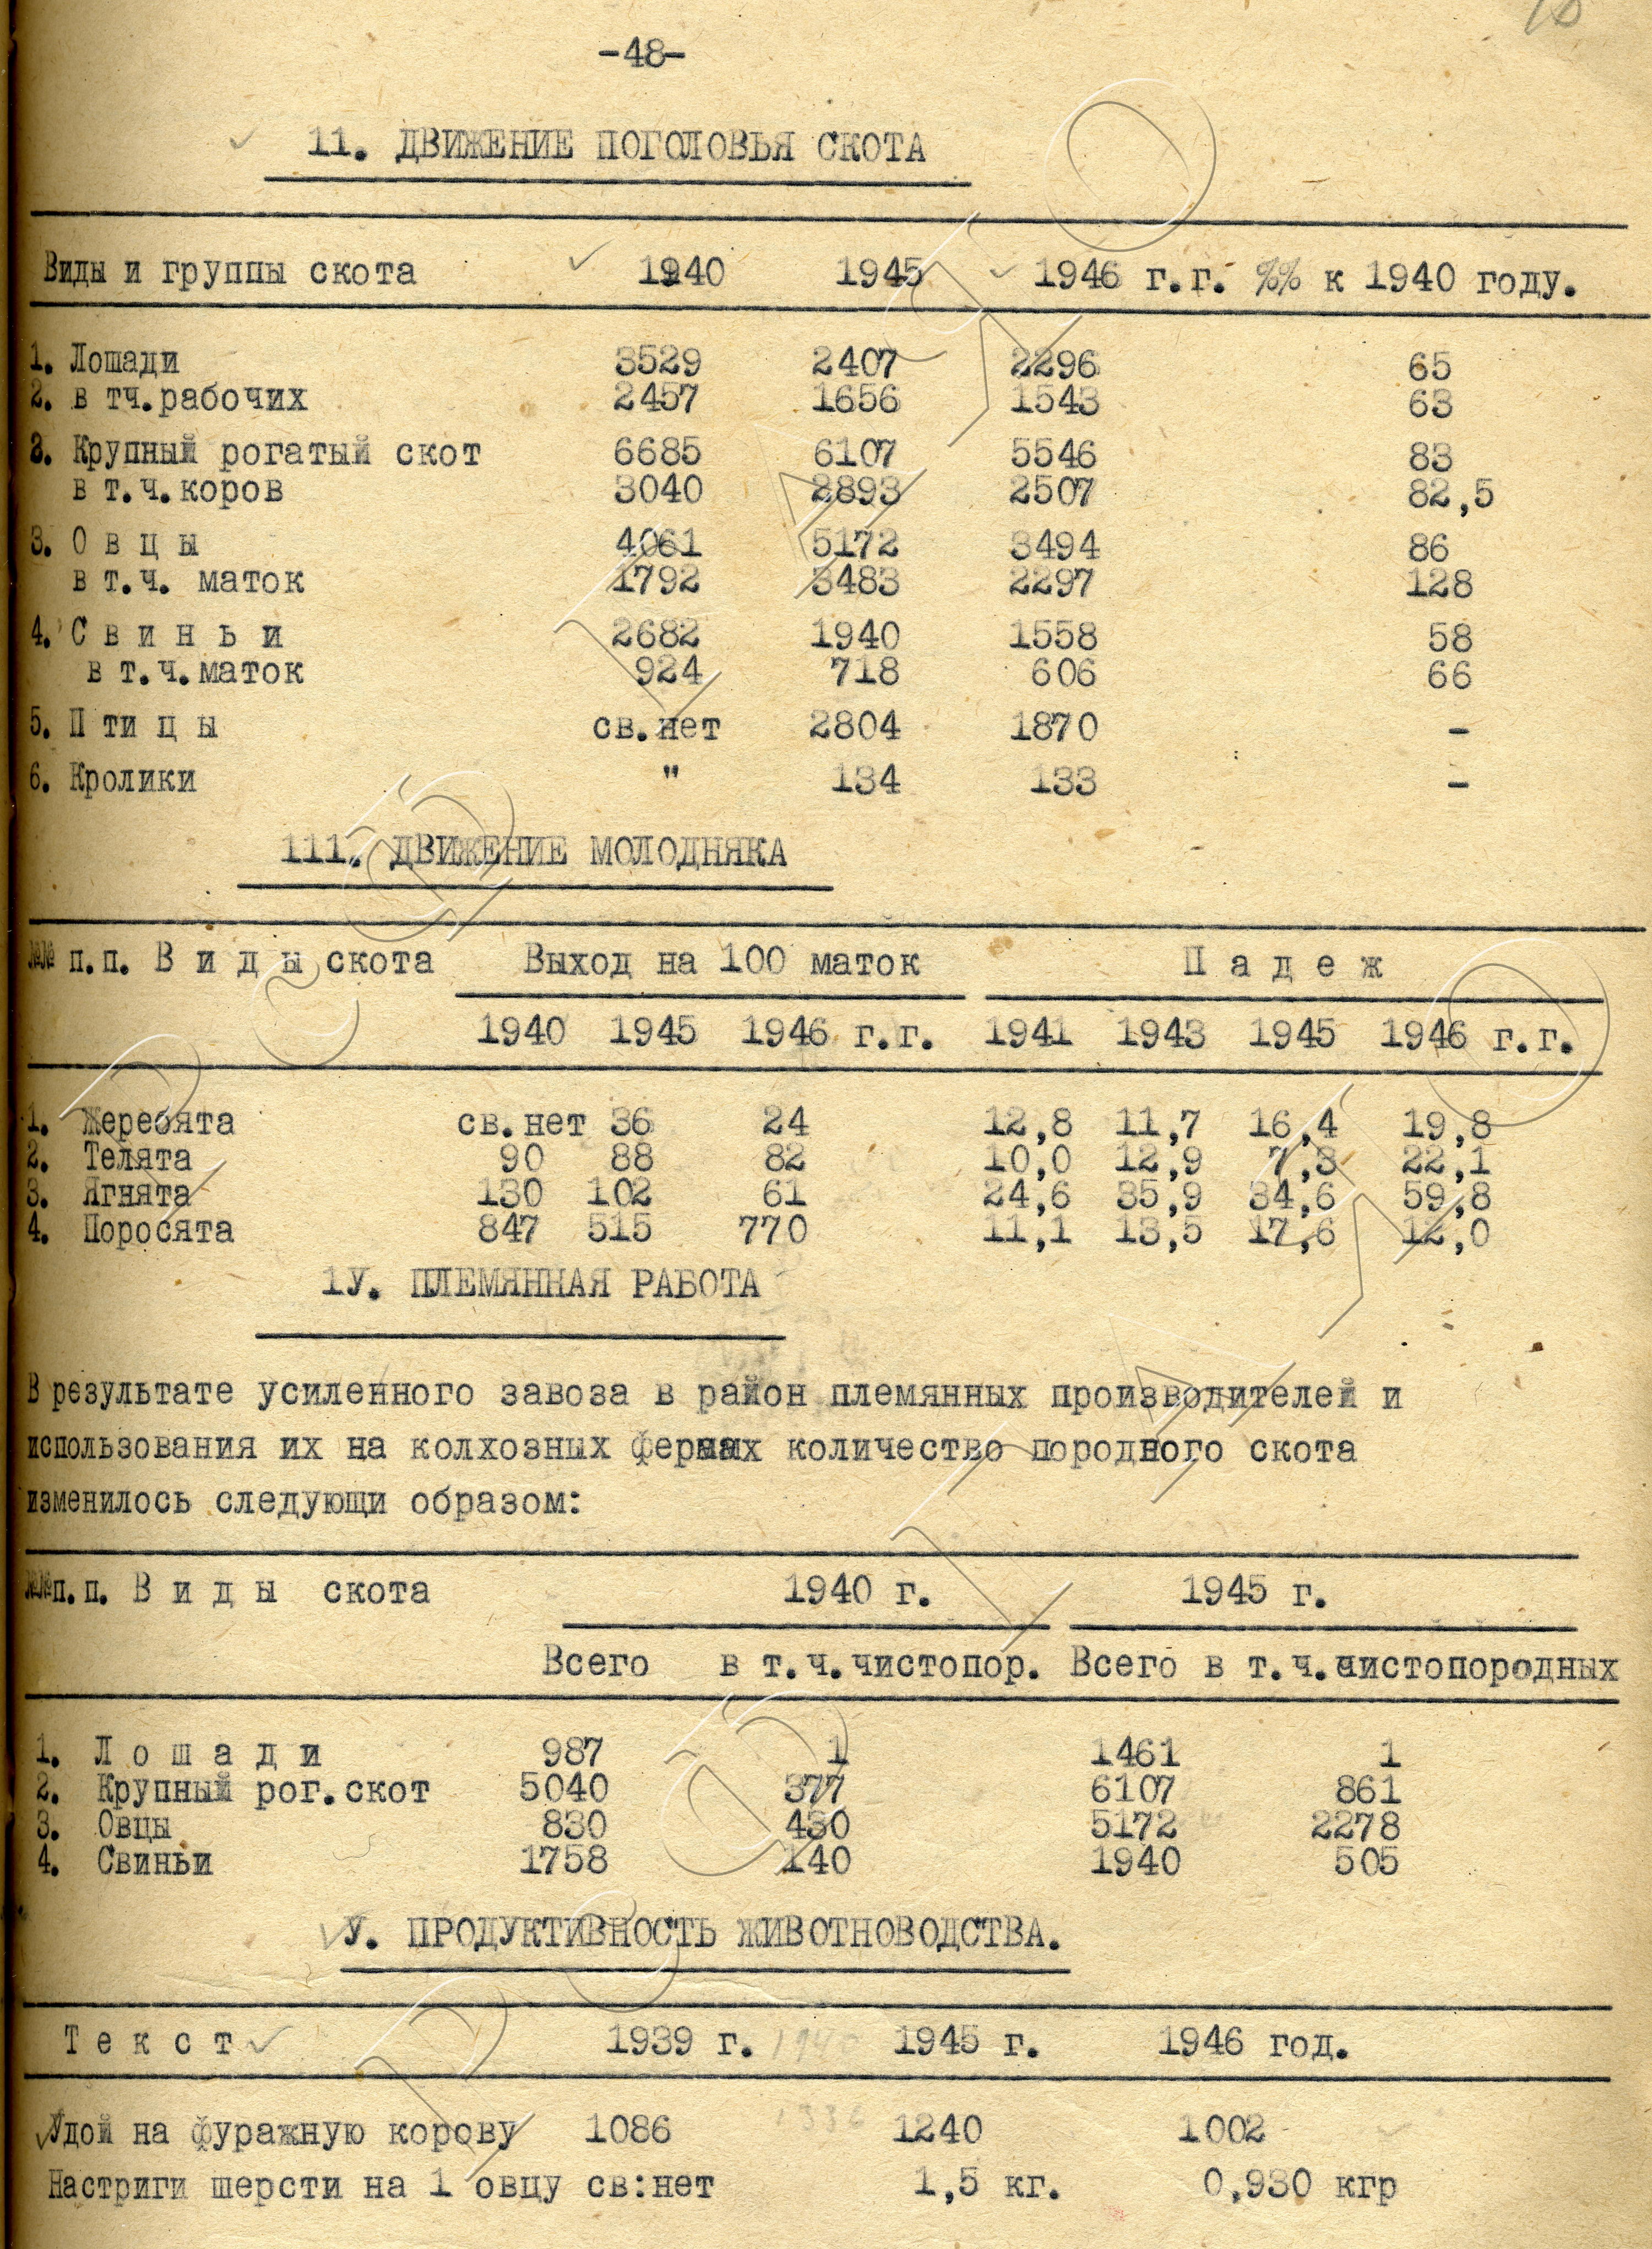 -48-
11. ДВИЖЕНИЕ ПОГОЛОВЬЯ СКОТА
Виды и группы скота 1940 1945 1946 г.г. %% к 1940 году.
1. Лошади 3529 2407 2296 65
2. в тч.рабочих 2457 1656 1543 63
3. Крупный рогатый скот 6685 6107 5546 83
в т.ч.коров 3040 2893 2507 82,5
3. О в ц ы 4061 5172 3494 86
в т.ч. маток 1792 3483 2297 128
4. С в и н ь и 2682 1940 1558 58
в т.ч.маток 924 718 606 66
5. П ти ц ы св.нет 2804 1870 -
6. Кролики " 134 133 -
111. ДВИЖЕНИЕ МОЛОДНЯКА
№№ п.п. В и д ы скота Выход на 100 маток П а д е ж
1940 1945 1946 г.г. 1941 1943 1945 1946 г.г.
1. Жеребята св.нет 36 24 12,8 11,7 16,4 19,8
2. Телята 90 88 82 10,0 12,9 7,3 22,1
3. Ягнята 130 102 61 24,6 35,9 34,6 59,8
4. Поросята 847 515 770 11,1 13,5 17,6 12,0
1У. ПЛЕМЯННАЯ РАБОТА
В результате усиленного завоза в район племянных производителей и
использования их на колхозных фермах количество породного скота
изменилось следующи образом:
№№п.п. В и д ы скота 1940 г. 1945 г.
Всего в т.ч.чистопор. Всего в т.ч.чистопородных
1. Л о ш а д и 987 1 1461 1
2. Крупный рог.скот 5040 377 6107 861
3. Овцы 830 430 5172 2278
4. Свиньи 1758 140 1940 505
У. ПРОДУКТИВНОСТЬ ЖИВОТНОВОДСТВА.
Т е к с т 1939 г. 1940 1945 г. 1946 год.
Удой на фуражную корову 1086 1240 1002
Настриги шерсти на 1 овцу св:нет 1,5 кг. 0,930 кгр